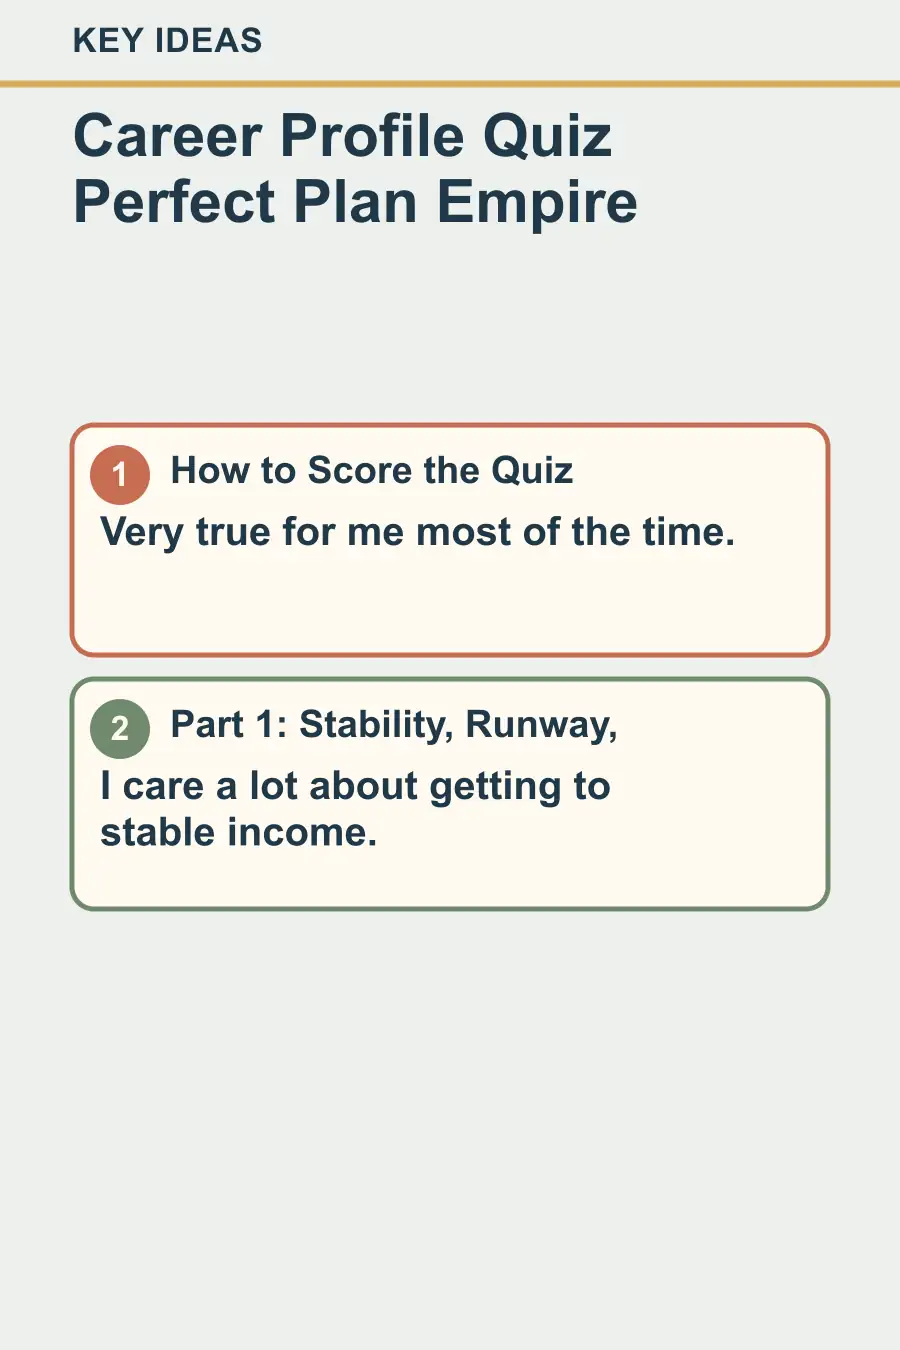 KEY IDEAS
Career Profile Quiz
Perfect Plan Empire
1 How to Score the Quiz
Very true for me most of the time.
2 Part 1: Stability, Runway,
I care a lot about getting to
stable income.